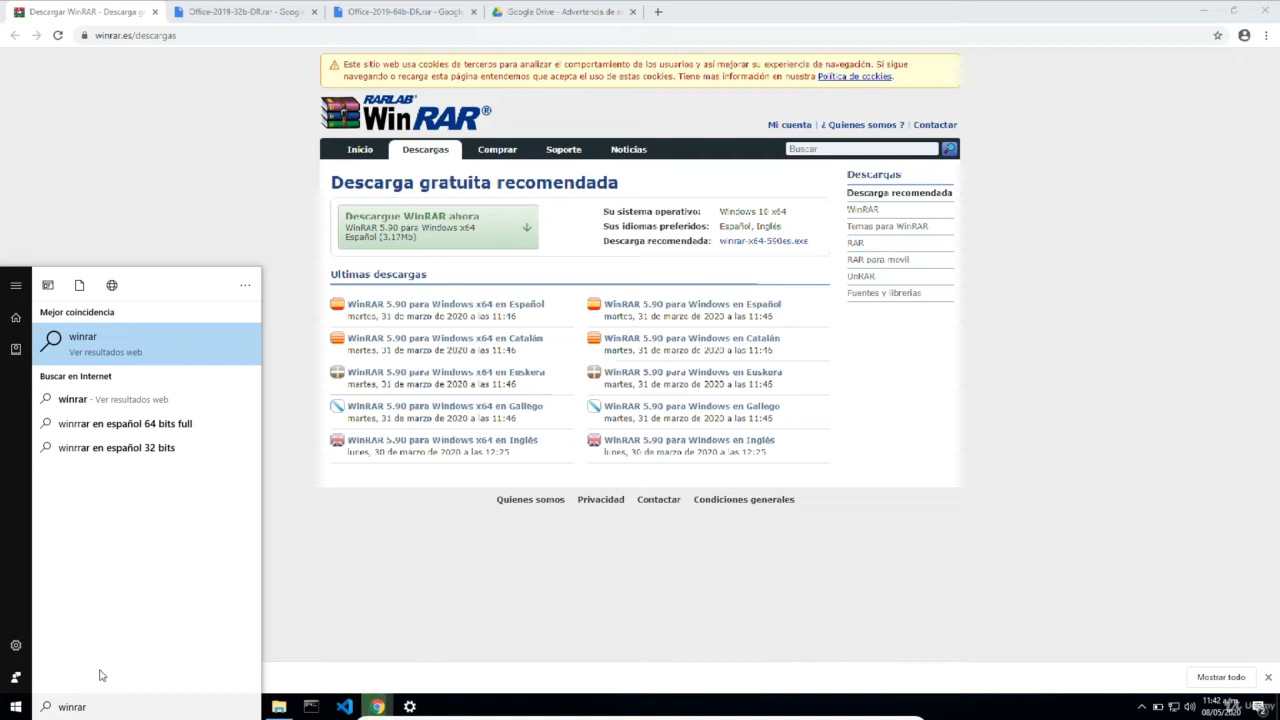 Descargar WinRAR - Descarga g
Office-2019-32b-DR.rar - Goog
Office-2019-64b-DR.rar - Google
Google Drive - Advertencia de
winrar.es/descargas
Este sitio web usa cookies de terceros para analizar el comportamiento de los usuarios y así mejorar su experiencia de navegación. Si sigue
navegando o recarga esta página entendemos que acepta el uso de estas cookies. Tiene mas información en nuestra Política de cookies.
RARLAB®
WinRAR®
Mi cuenta | ¿ Quienes somos ? | Contactar
Inicio Descargas Comprar Soporte Noticias Buscar
Descarga gratuita recomendada
Descargue WinRAR ahora
WinRAR 5.90 para Windows x64
Español (3,17Mb)
Su sistema operativo: Windows 10 x64
Sus idiomas preferidos: Español, Inglés
Descarga recomendada: winrar-x64-590es.exe
Ultimas descargas
WinRAR 5.90 para Windows x64 en Español
martes, 31 de marzo de 2020 a las 11:46
WinRAR 5.90 para Windows en Español
martes, 31 de marzo de 2020 a las 11:46
WinRAR 5.90 para Windows x64 en Catalán
martes, 31 de marzo de 2020 a las 11:46
WinRAR 5.90 para Windows en Catalán
martes, 31 de marzo de 2020 a las 11:46
WinRAR 5.90 para Windows x64 en Euskera
martes, 31 de marzo de 2020 a las 11:46
WinRAR 5.90 para Windows en Euskera
martes, 31 de marzo de 2020 a las 11:46
WinRAR 5.90 para Windows x64 en Gallego
martes, 31 de marzo de 2020 a las 11:46
WinRAR 5.90 para Windows en Gallego
martes, 31 de marzo de 2020 a las 11:46
WinRAR 5.90 para Windows x64 en Inglés
lunes, 30 de marzo de 2020 a las 12:25
WinRAR 5.90 para Windows en Inglés
lunes, 30 de marzo de 2020 a las 12:25
Descargas
Descarga recomendada
WinRAR
Temas para WinRAR
RAR
RAR para movil
UnRAR
Fuentes y librerias
Quienes somos Privacidad Contactar Condiciones generales
Mejor coincidencia
winrar
Ver resultados web
Buscar en Internet
winrar - Ver resultados web
winrrar en español 64 bits full
winrrar en español 32 bits
winrar
Mostrar todo
11:42
08/05/2020
2